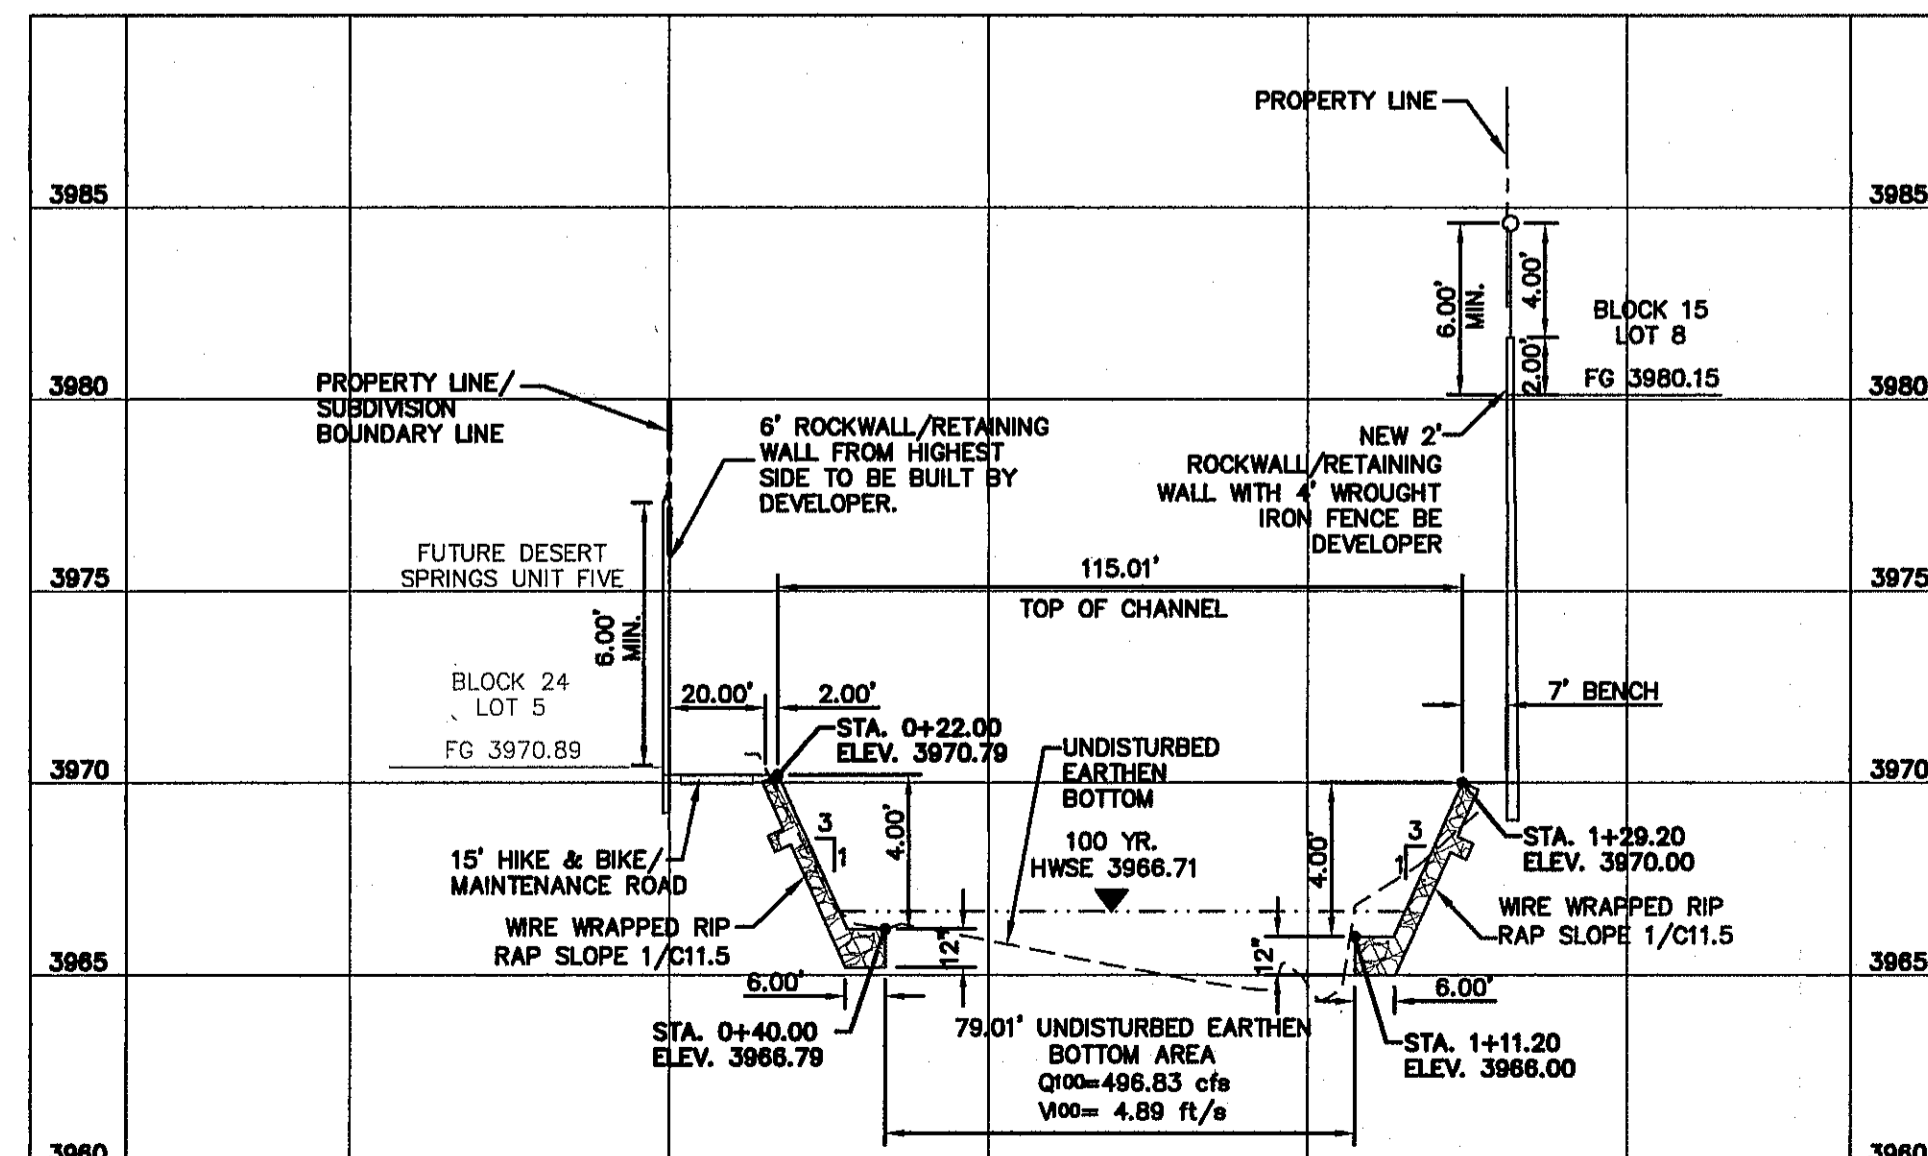 PROPERTY LINE
3985
3985
6.00'
MIN.
4.00'
2.00'
BLOCK 15
LOT 8
FG 3980.15
3980
3980
PROPERTY LINE/
SUBDIVISION
BOUNDARY LINE
6' ROCKWALL/RETAINING
WALL FROM HIGHEST
SIDE TO BE BUILT BY
DEVELOPER.
NEW 2'
ROCKWALL/RETAINING
WALL WITH 4' WROUGHT
IRON FENCE BE
DEVELOPER
FUTURE DESERT
SPRINGS UNIT FIVE
3975
3975
115.01'
TOP OF CHANNEL
6.00'
MIN.
BLOCK 24
LOT 5
FG 3970.89
20.00'
2.00'
7' BENCH
STA. 0+22.00
ELEV. 3970.79
UNDISTURBED
EARTHEN
BOTTOM
3970
3970
100 YR.
HWSE 3966.71
3
1
4.00'
4.00'
3
1
STA. 1+29.20
ELEV. 3970.00
15' HIKE & BIKE/
MAINTENANCE ROAD
WIRE WRAPPED RIP
RAP SLOPE 1/C11.5
WIRE WRAPPED RIP
RAP SLOPE 1/C11.5
12"
12"
3965
3965
6.00'
6.00'
STA. 0+40.00
ELEV. 3966.79
79.01' UNDISTURBED EARTHEN
BOTTOM AREA
Q100=496.83 cfs
V100= 4.89 ft/s
STA. 1+11.20
ELEV. 3966.00
3960
3960